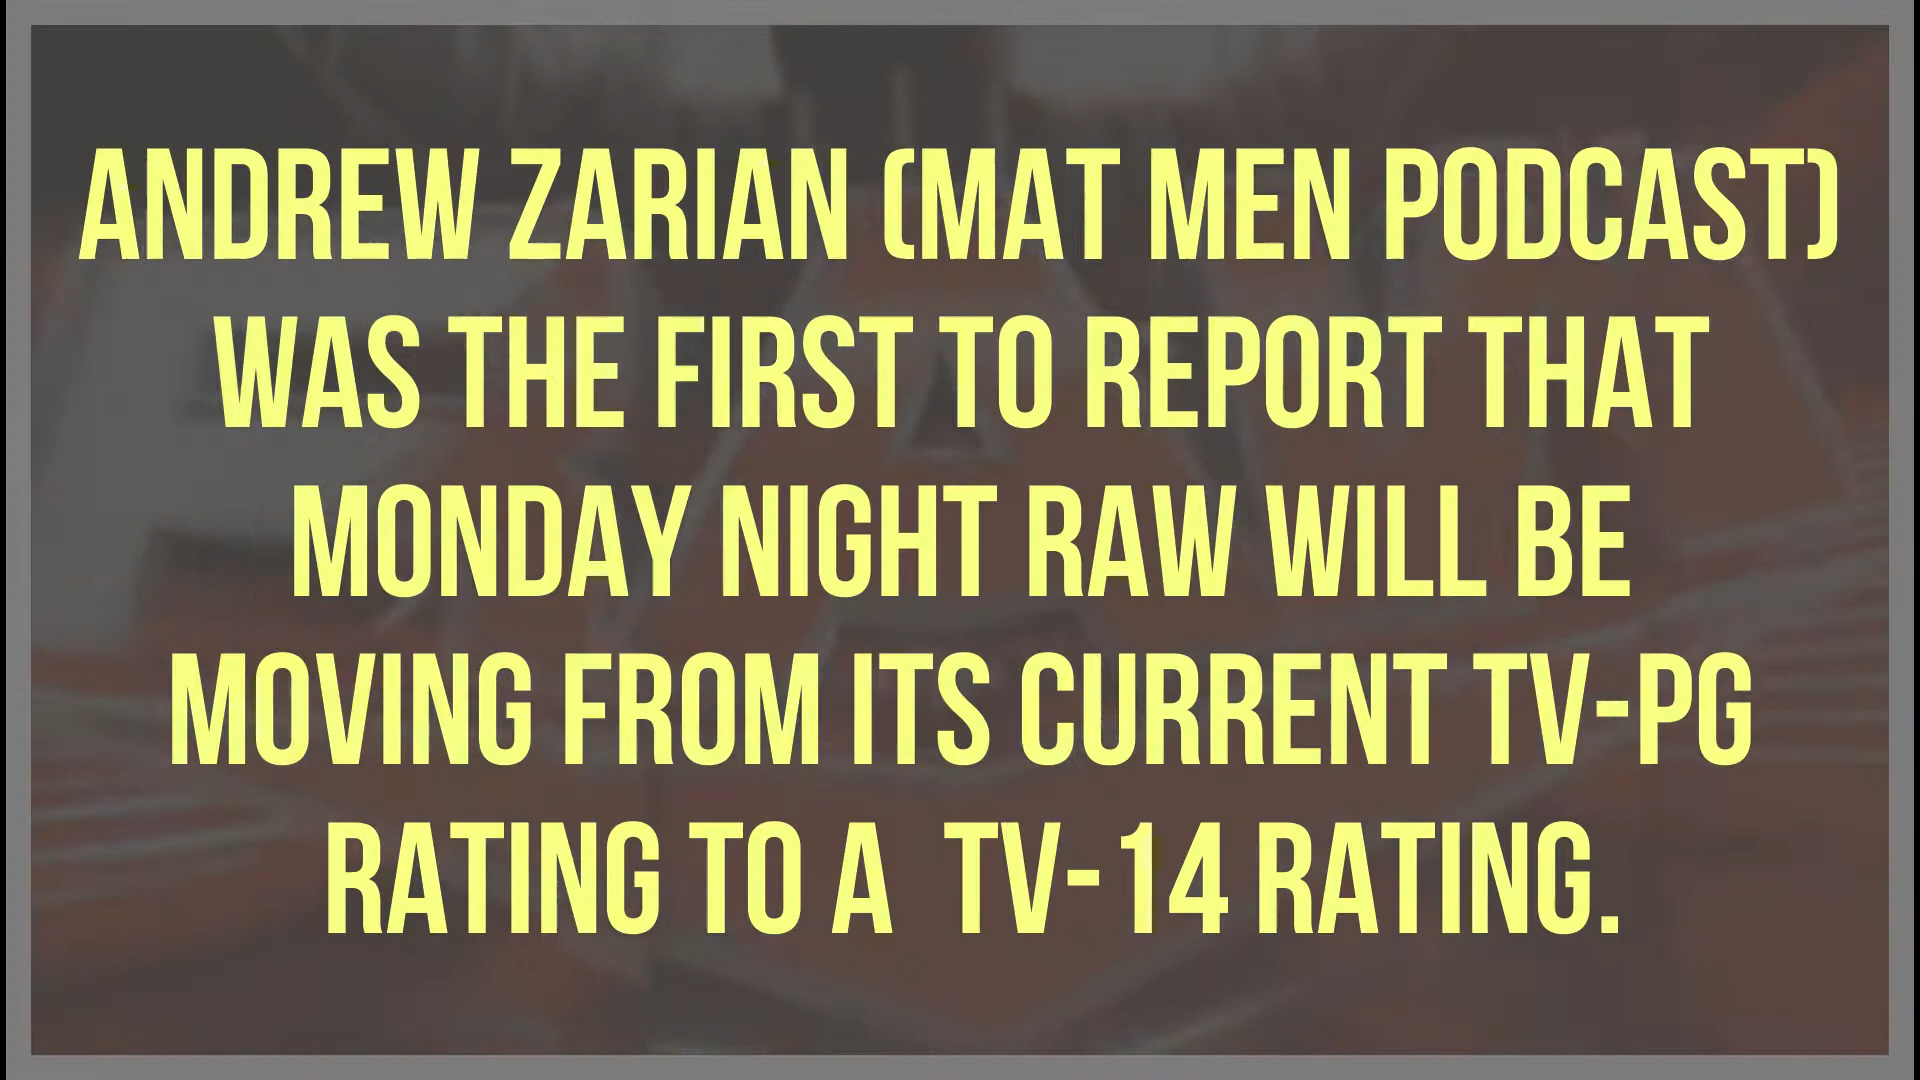 ANDREW ZARIAN (MAT MEN PODCAST)
WAS THE FIRST TO REPORT THAT
MONDAY NIGHT RAW WILL BE
MOVING FROM ITS CURRENT TV-PG
RATING TO A  TV-14 RATING.